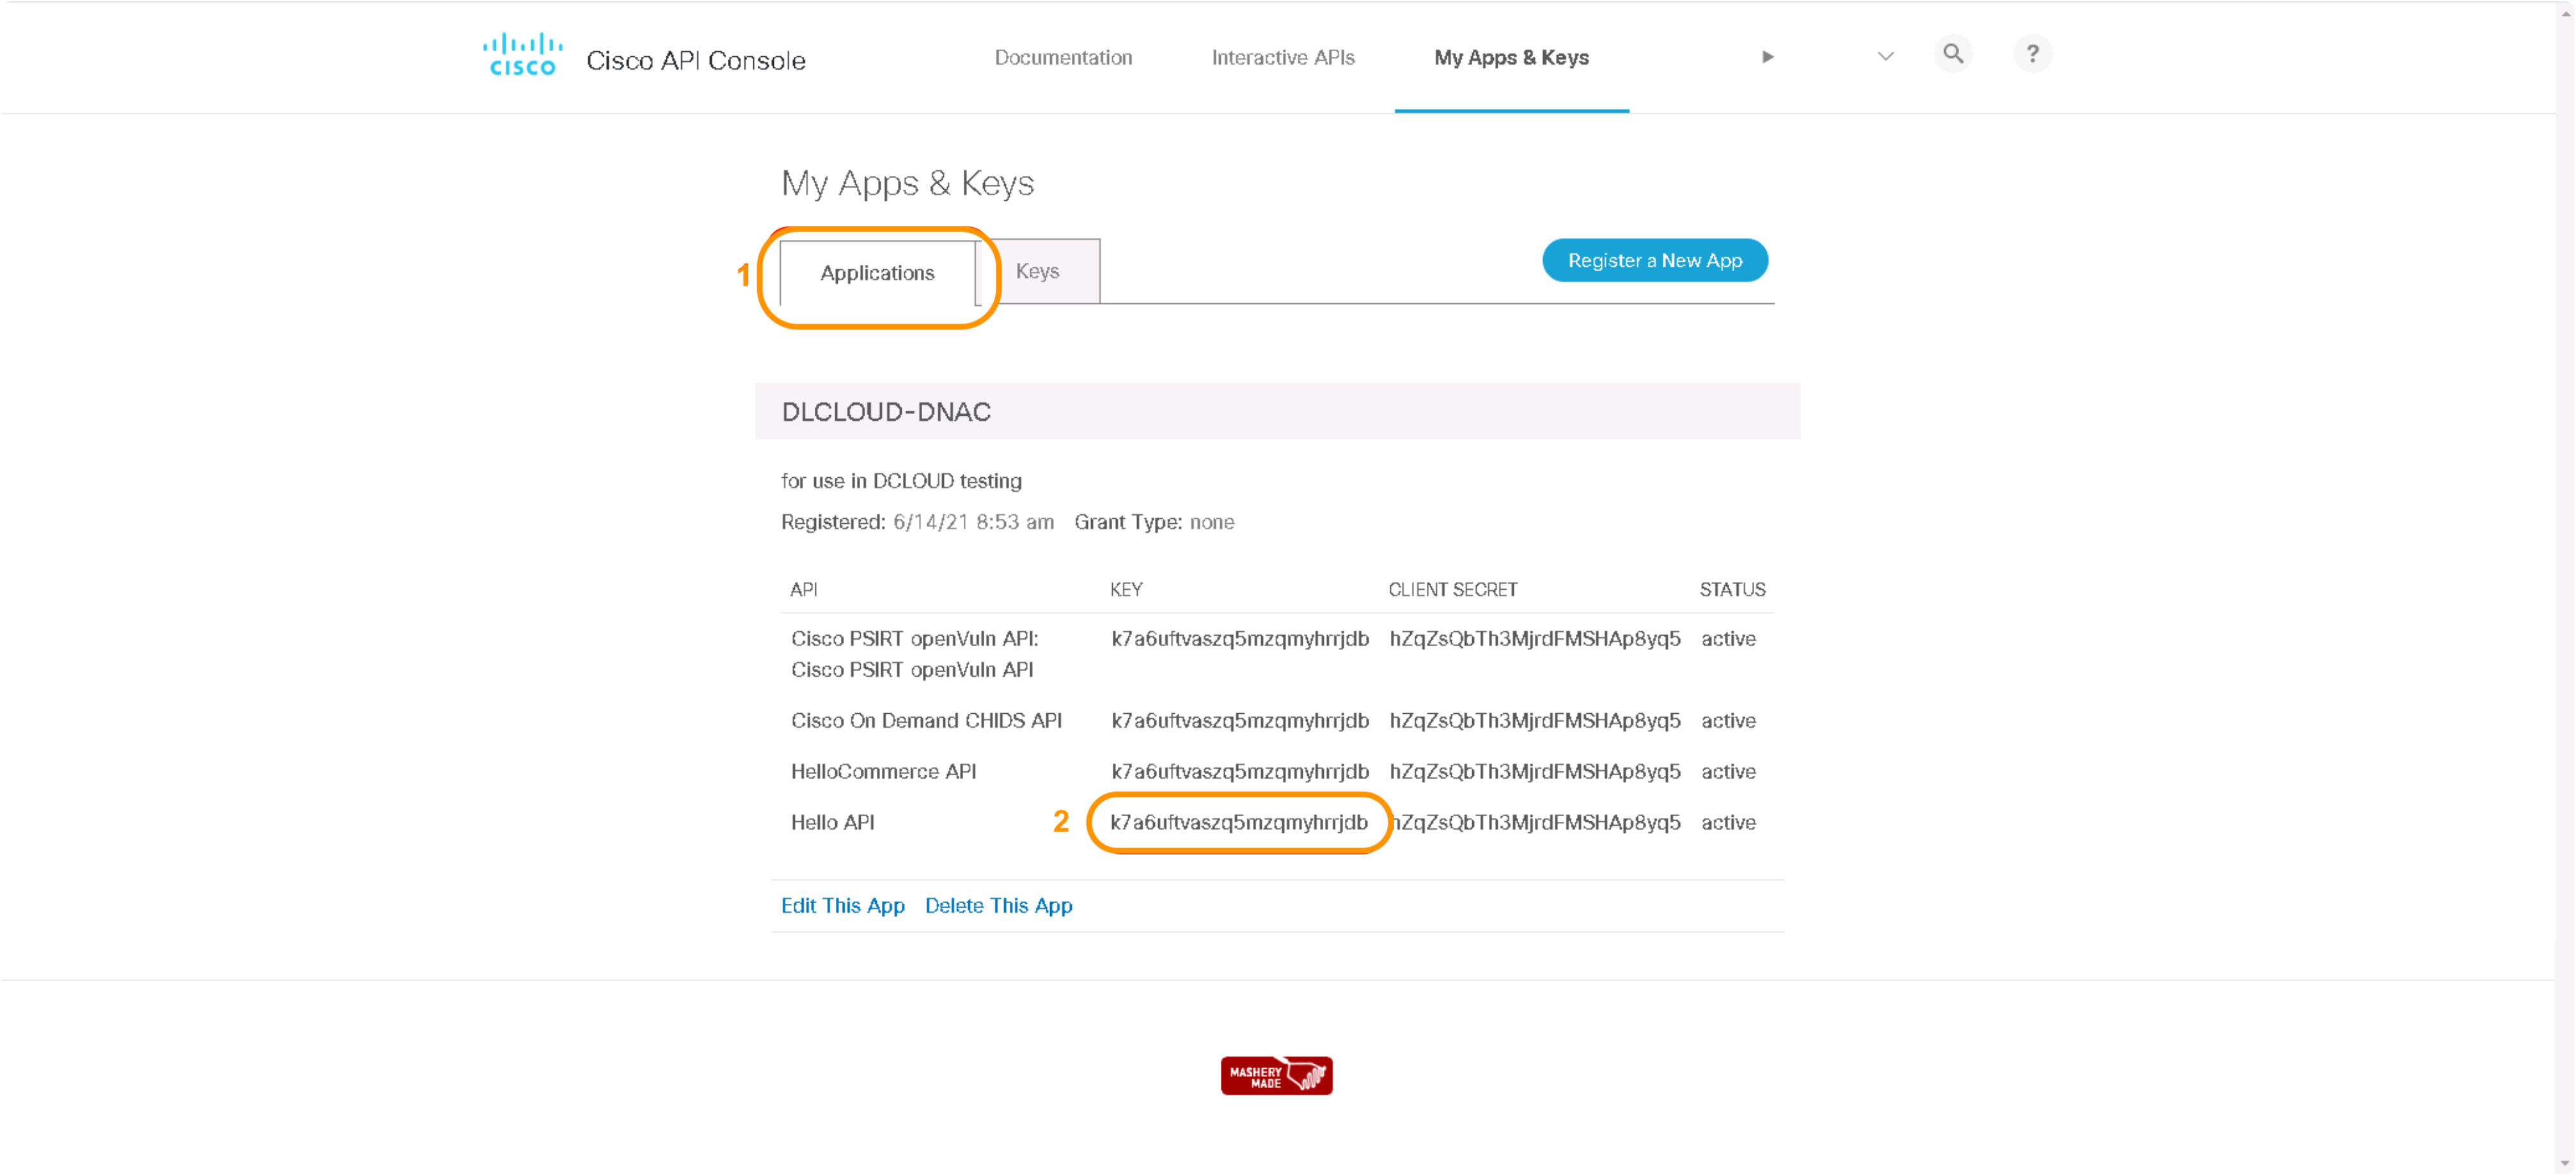 CISCO Cisco API Console Documentation Interactive APIs My Apps & Keys ?
My Apps & Keys
1 Applications Keys Register a New App
DLCLOUD-DNAC
for use in DCLOUD testing
Registered: 6/14/21 8:53 am Grant Type: none
API KEY CLIENT SECRET STATUS
Cisco PSIRT openVuln API: k7a6uftvaszq5mzqmyhrrjdb hZqZsQbTh3MjrdFMSHAp8yq5 active
Cisco PSIRT openVuln API
Cisco On Demand CHIDS API k7a6uftvaszq5mzqmyhrrjdb hZqZsQbTh3MjrdFMSHAp8yq5 active
HelloCommerce API k7a6uftvaszq5mzqmyhrrjdb hZqZsQbTh3MjrdFMSHAp8yq5 active
Hello API 2 k7a6uftvaszq5mzqmyhrrjdb hZqZsQbTh3MjrdFMSHAp8yq5 active
Edit This App Delete This App
MASHERY
MADE